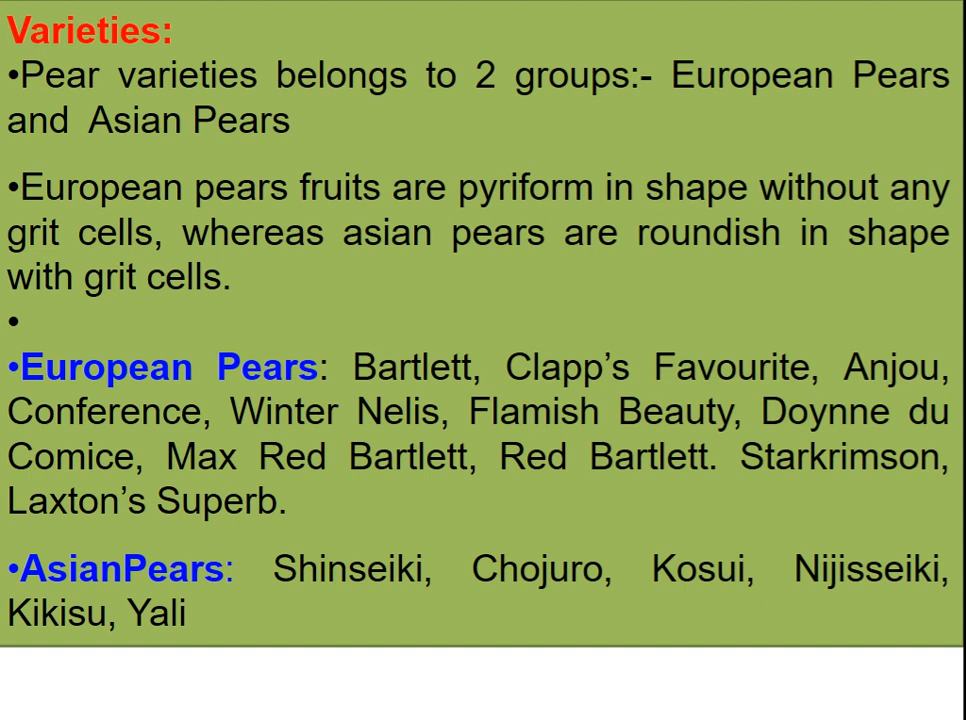 Varieties:
•Pear varieties belongs to 2 groups:- European Pears
and Asian Pears
•European pears fruits are pyriform in shape without any
grit cells, whereas asian pears are roundish in shape
with grit cells.
•
•European Pears: Bartlett, Clapp’s Favourite, Anjou,
Conference, Winter Nelis, Flamish Beauty, Doynne du
Comice, Max Red Bartlett, Red Bartlett. Starkrimson,
Laxton’s Superb.
•AsianPears: Shinseiki, Chojuro, Kosui, Nijisseiki,
Kikisu, Yali